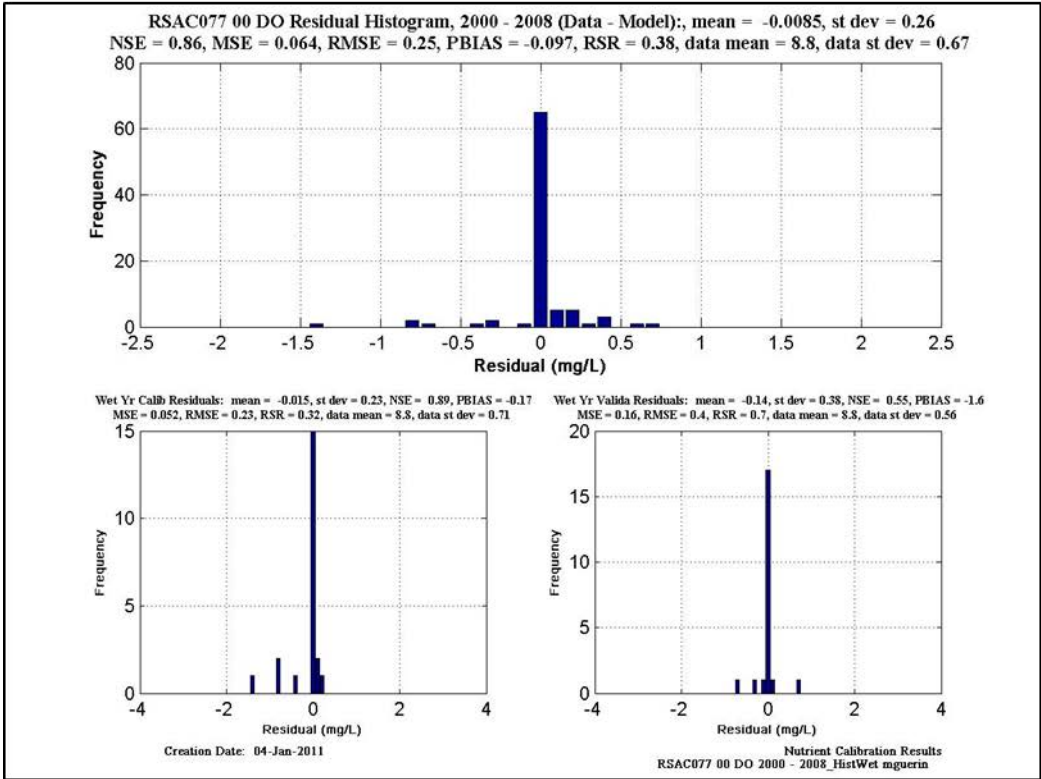 RSAC077 00 DO Residual Histogram, 2000 - 2008 (Data - Model):, mean = -0.0085, st dev = 0.26
NSE = 0.86, MSE = 0.064, RMSE = 0.25, PBIAS = -0.097, RSR = 0.38, data mean = 8.8, data st dev = 0.67
80
60
40
20
0
Frequency
-2.5 -2 -1.5 -1 -0.5 0 0.5 1 1.5 2 2.5
Residual (mg/L)
Wet Yr Calib Residuals: mean = -0.015, st dev = 0.23, NSE = 0.89, PBIAS = -0.17
MSE = 0.052, RMSE = 0.23, RSR = 0.32, data mean = 8.8, data st dev = 0.71
15
10
5
0
Frequency
-4 -2 0 2 4
Residual (mg/L)
Wet Yr Valida Residuals: mean = -0.14, st dev = 0.38, NSE = 0.55, PBIAS = -1.6
MSE = 0.16, RMSE = 0.4, RSR = 0.7, data mean = 8.8, data st dev = 0.56
20
15
10
5
0
Frequency
-4 -2 0 2 4
Residual (mg/L)
Creation Date: 04-Jan-2011
Nutrient Calibration Results
RSAC077 00 DO 2000 - 2008_HistWet mguerin